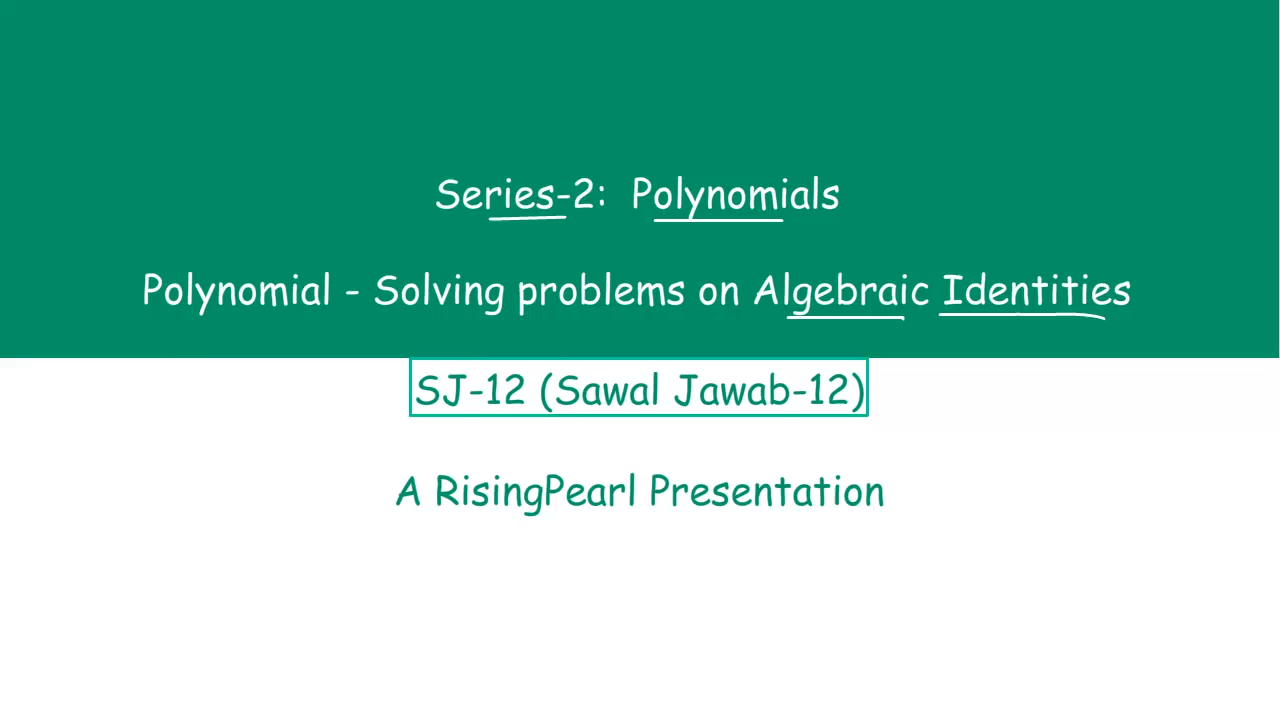 Series-2: Polynomials
Polynomial - Solving problems on Algebraic Identities
SJ-12 (Sawal Jawab-12)
A RisingPearl Presentation